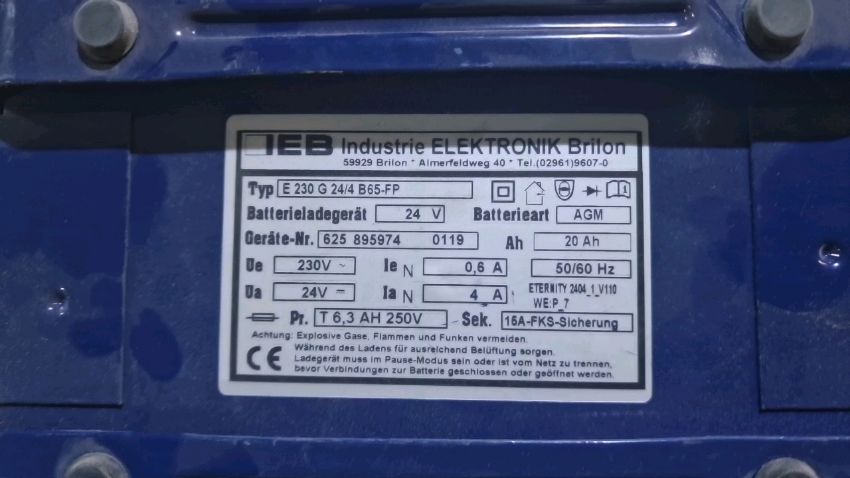 IEB Industrie ELEKTRONIK Brilon
59929 Brilon * Almerfeldweg 40 * Tel.(02961)9607-0
Typ E 230 G 24/4 B65-FP
Batterieladegerät 24 V Batterieart AGM
Geräte-Nr. 625 895974 0119 Ah 20 Ah
Ue 230V ~ Ie N 0,6 A 50/60 Hz
Ua 24V = Ia N 4 A ETERNITY 2404_1_V110
WE:P_7
Pr. T 6,3 AH 250V Sek. 15A-FKS-Sicherung
Achtung: Explosive Gase, Flammen und Funken vermeiden.
Während des Ladens für ausreichend Belüftung sorgen.
CE Ladegerät muss im Pause-Modus sein oder ist vom Netz zu trennen,
bevor Verbindungen zur Batterie geschlossen oder geöffnet werden.